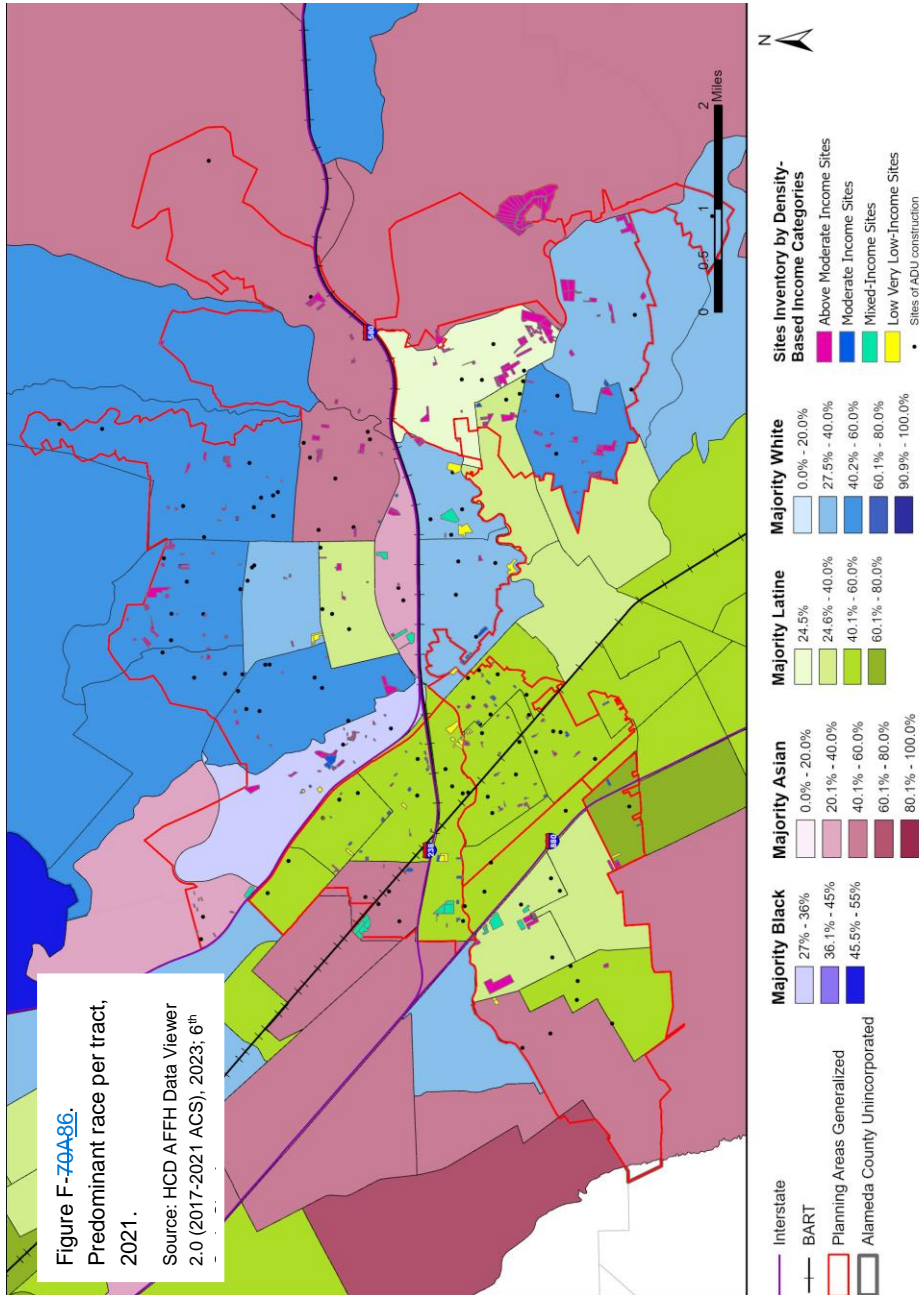 Figure F-70A86.
Predominant race per tract,
2021.
Source: HCD AFFH Data Viewer
2.0 (2017-2021 ACS), 2023; 6th
580
238
880
N
0 0.5 1 2
Miles
Interstate
BART
Planning Areas Generalized
Alameda County Unincorporated
Majority Black
27% - 36%
36.1% - 45%
45.5% - 55%
Majority Asian
0.0% - 20.0%
20.1% - 40.0%
40.1% - 60.0%
60.1% - 80.0%
80.1% - 100.0%
Majority Latine
24.5%
24.6% - 40.0%
40.1% - 60.0%
60.1% - 80.0%
Majority White
0.0% - 20.0%
27.5% - 40.0%
40.2% - 60.0%
60.1% - 80.0%
90.9% - 100.0%
Sites Inventory by Density-
Based Income Categories
Above Moderate Income Sites
Moderate Income Sites
Mixed-Income Sites
Low Very Low-Income Sites
Sites of ADU construction